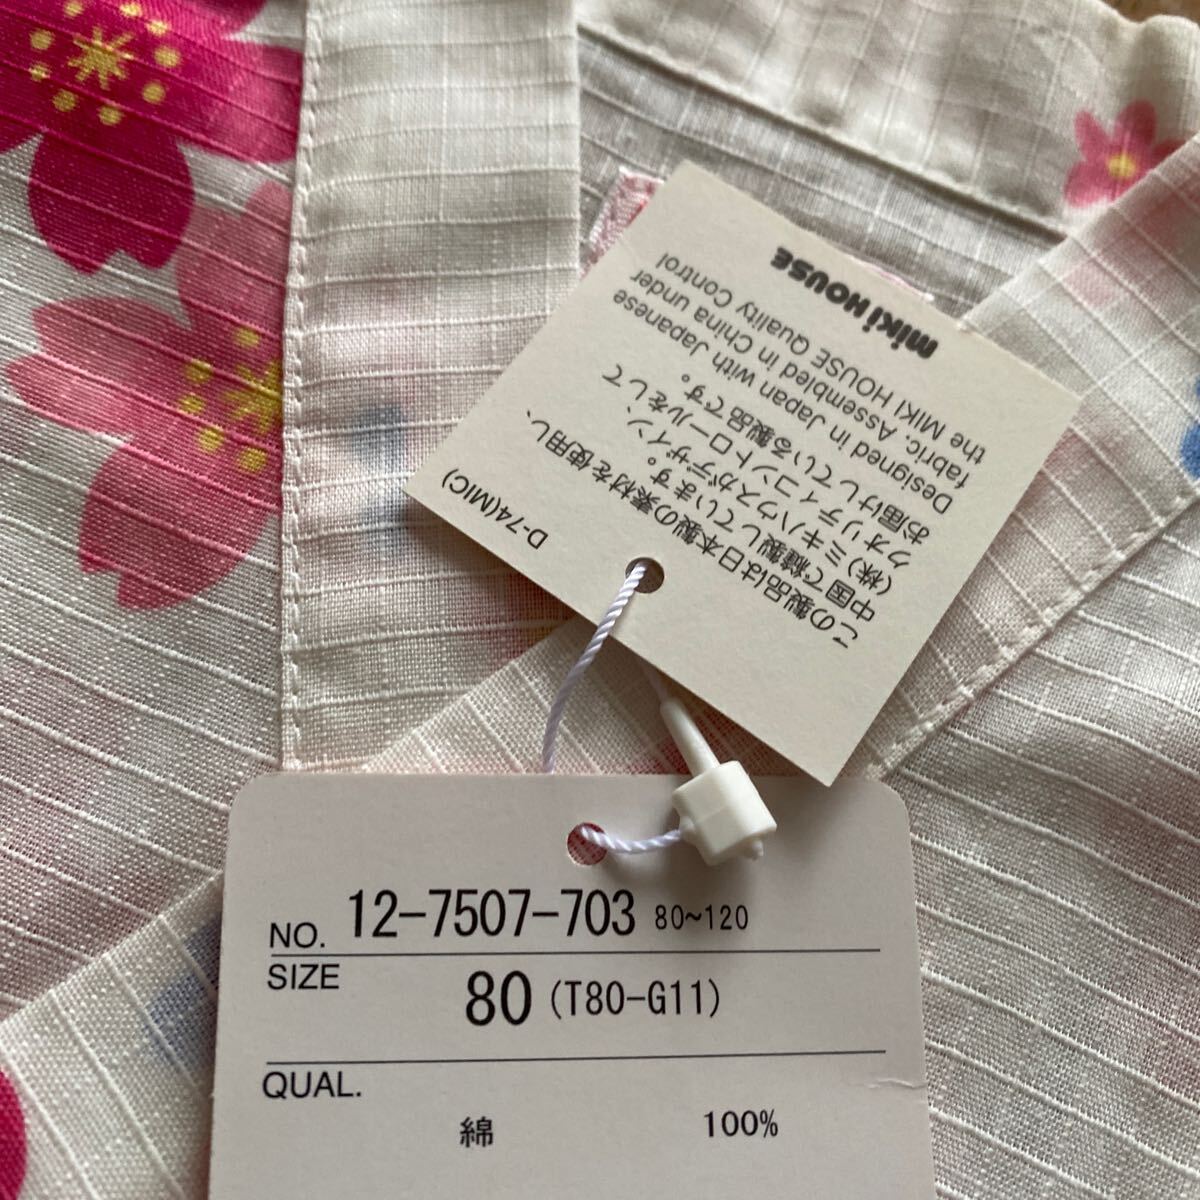 D-74(MIC)
この製品は日本製の素材を使用し、
中国で縫製しています。
(株)ミキハウスがデザイン、
クオリティコントロールをして
お届けしている製品です。
Designed in Japan with Japanese
fabric. Assembled in China under
the MIKI HOUSE Quality Control
miki HOUSE
NO. 12-7507-703 80~120
SIZE 80 (T80-G11)
QUAL.
綿 100%